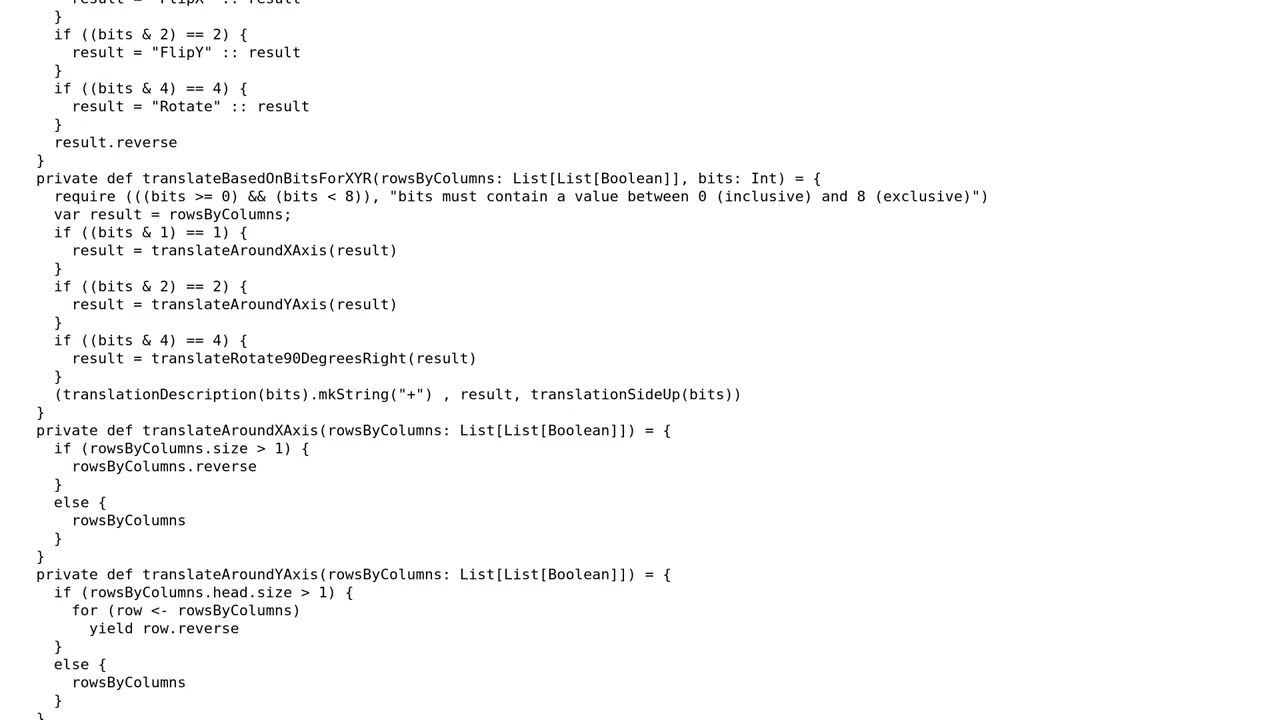 result = "FlipX" :: result
}
if ((bits & 2) == 2) {
result = "FlipY" :: result
}
if ((bits & 4) == 4) {
result = "Rotate" :: result
}
result.reverse
}
private def translateBasedOnBitsForXYR(rowsByColumns: List[List[Boolean]], bits: Int) = {
require (((bits >= 0) && (bits < 8)), "bits must contain a value between 0 (inclusive) and 8 (exclusive)")
var result = rowsByColumns;
if ((bits & 1) == 1) {
result = translateAroundXAxis(result)
}
if ((bits & 2) == 2) {
result = translateAroundYAxis(result)
}
if ((bits & 4) == 4) {
result = translateRotate90DegreesRight(result)
}
(translationDescription(bits).mkString("+") , result, translationSideUp(bits))
}
private def translateAroundXAxis(rowsByColumns: List[List[Boolean]]) = {
if (rowsByColumns.size > 1) {
rowsByColumns.reverse
}
else {
rowsByColumns
}
}
private def translateAroundYAxis(rowsByColumns: List[List[Boolean]]) = {
if (rowsByColumns.head.size > 1) {
for (row <- rowsByColumns)
yield row.reverse
}
else {
rowsByColumns
}
}